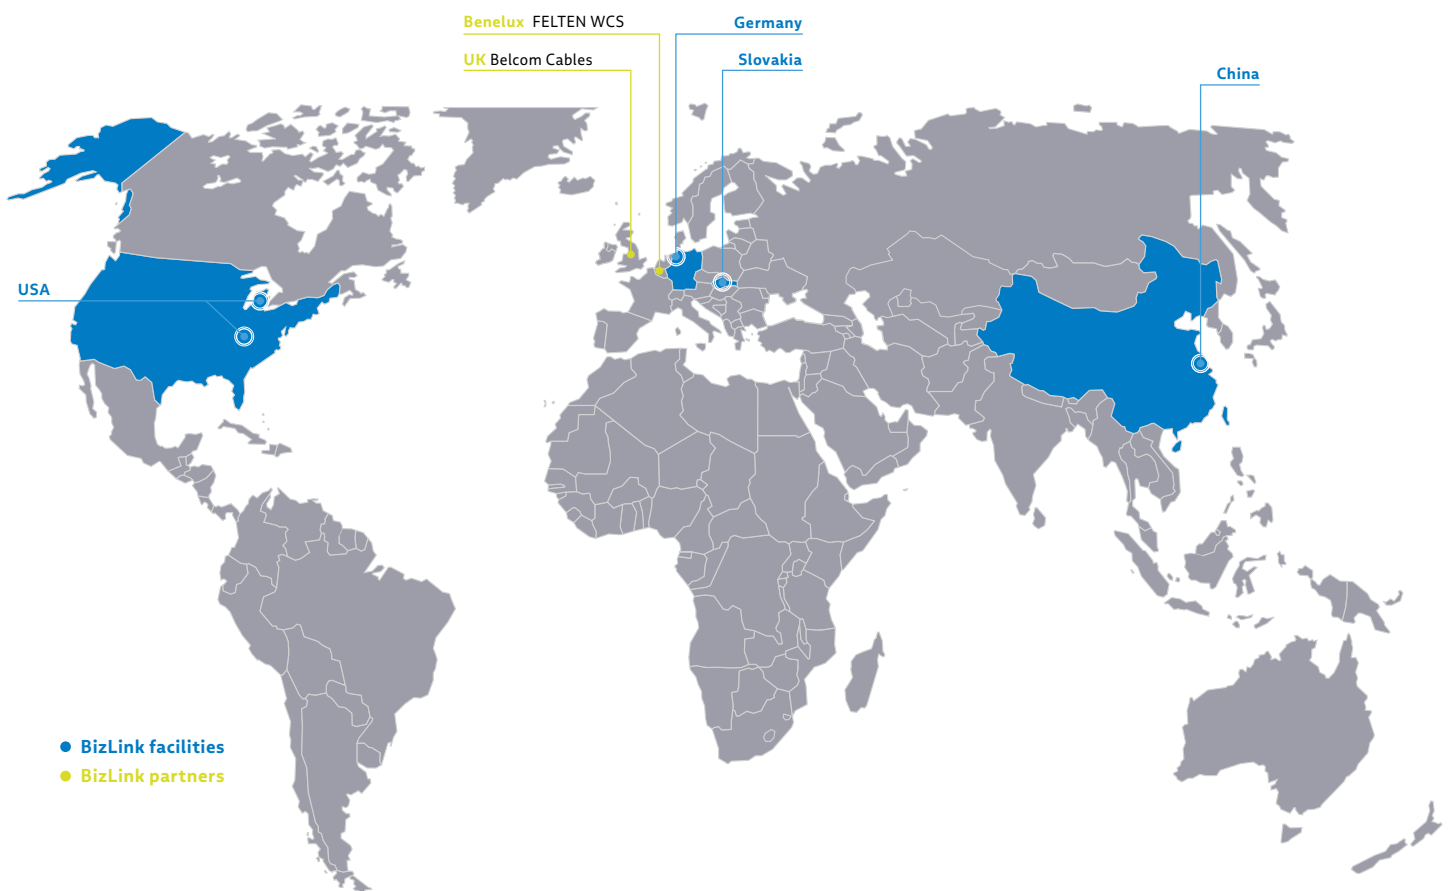 Benelux FELTEN WCS
Germany
UK Belcom Cables
Slovakia
China
USA
BizLink facilities
BizLink partners